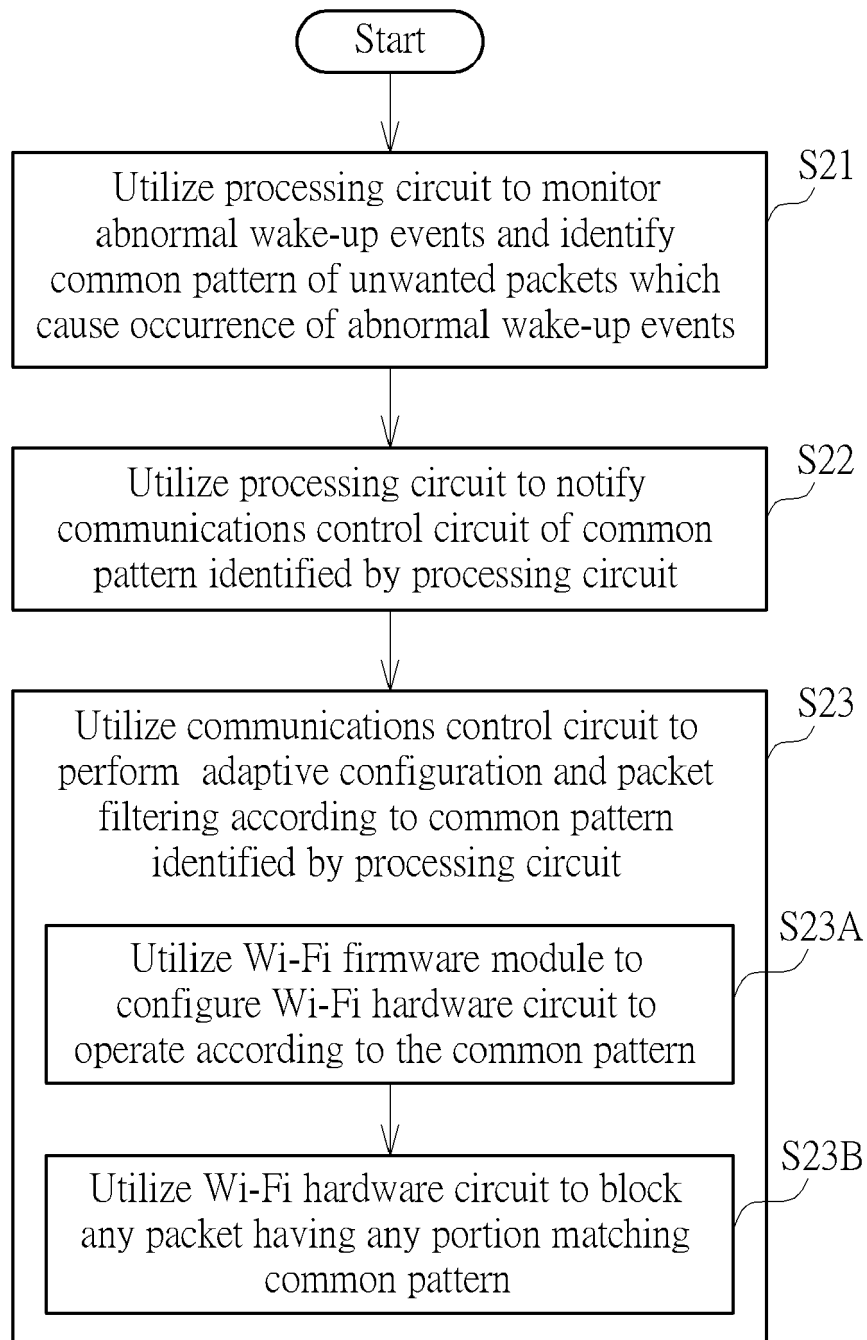 Start
S21
Utilize processing circuit to monitor
abnormal wake-up events and identify
common pattern of unwanted packets which
cause occurrence of abnormal wake-up events
S22
Utilize processing circuit to notify
communications control circuit of common
pattern identified by processing circuit
S23
Utilize communications control circuit to
perform adaptive configuration and packet
filtering according to common pattern
identified by processing circuit
S23A
Utilize Wi-Fi firmware module to
configure Wi-Fi hardware circuit to
operate according to the common pattern
S23B
Utilize Wi-Fi hardware circuit to block
any packet having any portion matching
common pattern